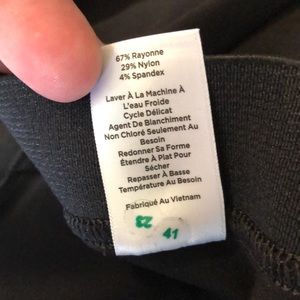 67% Rayonne
29% Nylon
4% Spandex
Laver À La Machine À
L'eau Froide
Cycle Délicat
Agent De Blanchiment
Non Chloré Seulement Au
Besoin
Redonner Sa Forme
Étendre À Plat Pour
Sécher
Repasser À Basse
Température Au Besoin
Fabriqué Au Vietnam
41